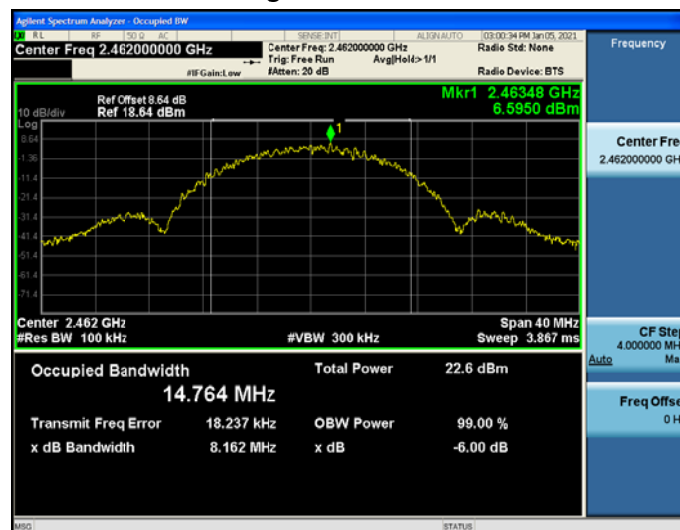 Agilent Spectrum Analyzer - Occupied BW
RL RF 50 Ω AC SENSE:INT ALIGN AUTO 03:00:34 PM Jan 05, 2021
Center Freq 2.462000000 GHz
Center Freq: 2.462000000 GHz
Radio Std: None
Trig: Free Run Avg|Hold:>1/1
#IFGain:Low
#Atten: 20 dB
Radio Device: BTS
Frequency
Mkr1 2.46348 GHz
6.5950 dBm
Ref Offset 8.64 dB
10 dB/div Ref 18.64 dBm
Log
1
8.64
-1.36
-11.4
-21.4
-31.4
-41.4
-51.4
-61.4
-71.4
Center 2.462 GHz Span 40 MHz
#Res BW 100 kHz #VBW 300 kHz Sweep 3.867 ms
Occupied Bandwidth Total Power 22.6 dBm
14.764 MHz
Transmit Freq Error 18.237 kHz OBW Power 99.00 %
x dB Bandwidth 8.162 MHz x dB -6.00 dB
Center Fre
2.462000000 GH
CF Ste
4.000000 MH
Auto Ma
Freq Offse
0 H
MSG STATUS